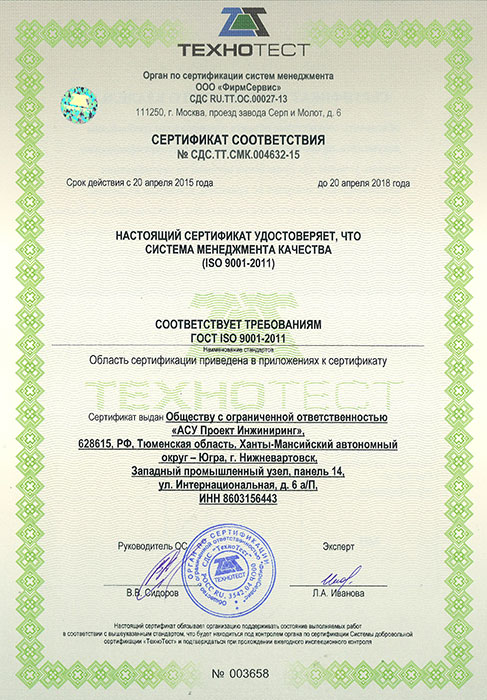 ТЕХНОТЕСТ
Орган по сертификации систем менеджмента
ООО «ФирмСервис»
СДС RU.ТТ.ОС.00027-13
111250, г. Москва, проезд завода Серп и Молот, д. 6
СЕРТИФИКАТ СООТВЕТСТВИЯ
№ СДС.ТТ.СМК.004632-15
Срок действия с 20 апреля 2015 года до 20 апреля 2018 года
НАСТОЯЩИЙ СЕРТИФИКАТ УДОСТОВЕРЯЕТ, ЧТО
СИСТЕМА МЕНЕДЖМЕНТА КАЧЕСТВА
(ISO 9001-2011)
СООТВЕТСТВУЕТ ТРЕБОВАНИЯМ
ГОСТ ISO 9001-2011
Наименование стандартов
Область сертификации приведена в приложениях к сертификату
ТЕХНОТЕСТ
Сертификат выдан Обществу с ограниченной ответственностью
«АСУ Проект Инжиниринг»,
628615, РФ, Тюменская область, Ханты-Мансийский автономный
округ – Югра, г. Нижневартовск,
Западный промышленный узел, панель 14,
ул. Интернациональная, д. 6 а/П,
ИНН 8603156443
Руководитель ОС Эксперт
ОРГАН ПО СЕРТИФИКАЦИИ
СДС "ТехноТест"
ТЕХНОТЕСТ
В.В. Сидоров Л.А. Иванова
Настоящий сертификат обязывает организацию поддерживать состояние выполняемых работ
в соответствии с вышеуказанным стандартом, что будет находиться под контролем органа по сертификации Системы добровольной
сертификации «ТехноТест» и подтверждаться при прохождении ежегодного инспекционного контроля
№ 003658